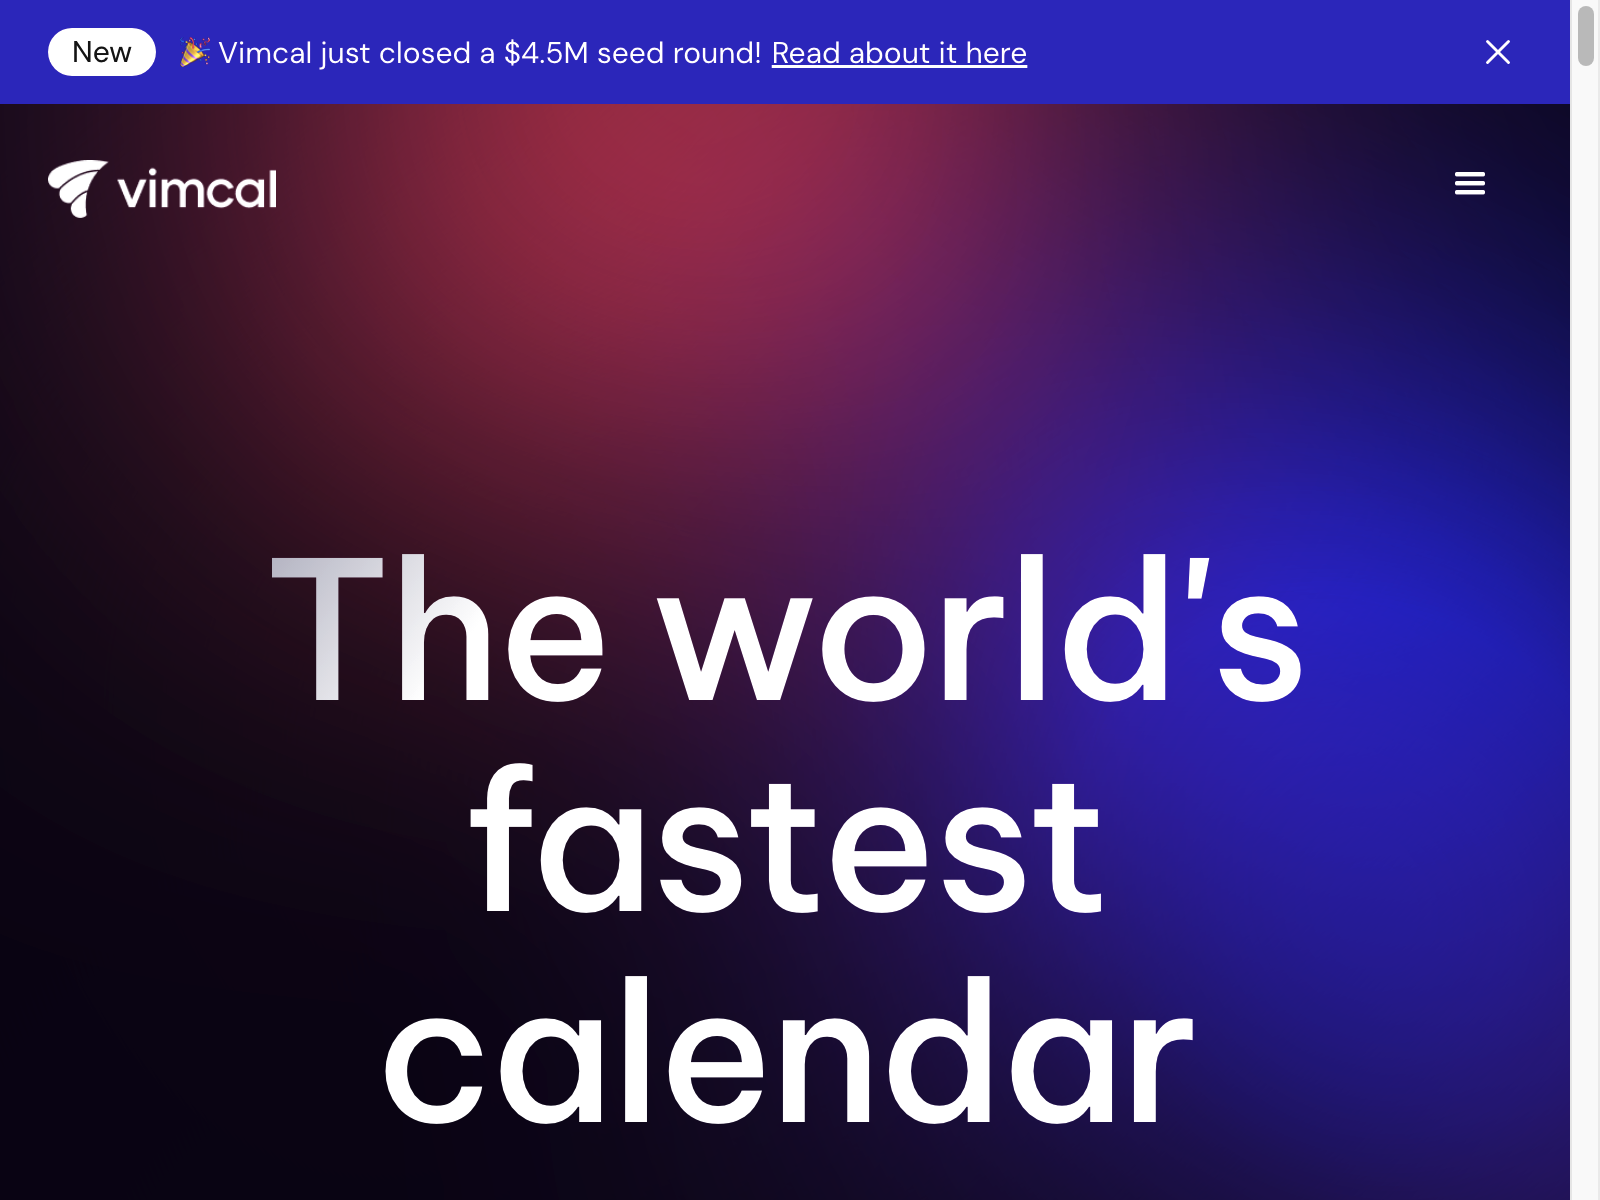 New 🎉 Vimcal just closed a $4.5M seed round! Read about it here
vimcal
The world's
fastest
calendar